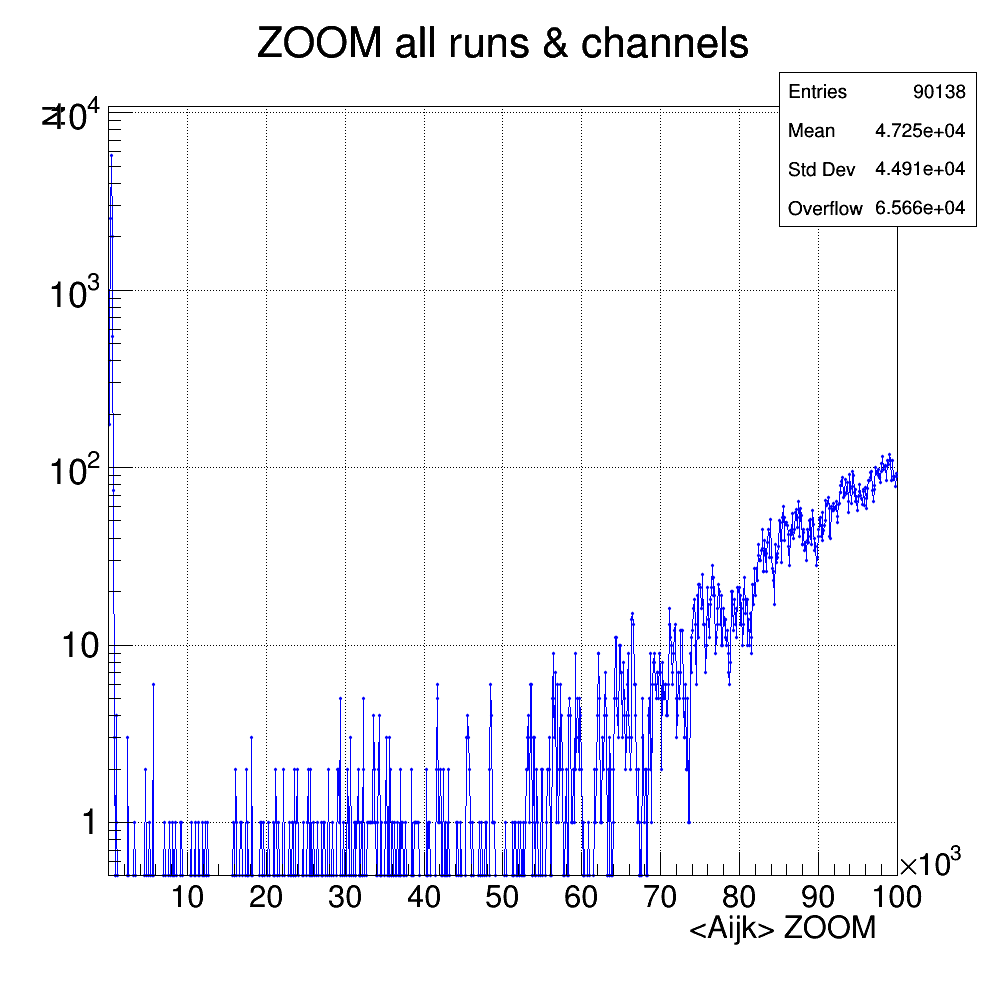 ZOOM all runs & channels
Entries 90138
Mean 4.725e+04
Std Dev 4.491e+04
Overflow 6.566e+04
N
10^4
10^3
10^2
10
1
10 20 30 40 50 60 70 80 90 100
×10^3
<Aijk> ZOOM